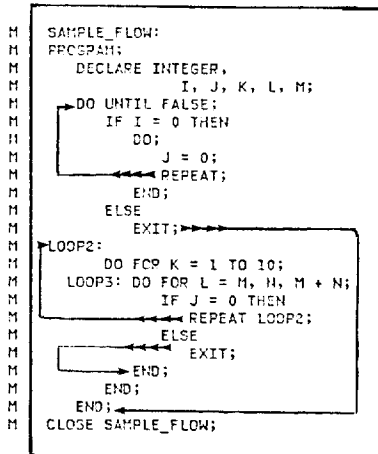 M SAMPLE_FLOW:
M PROGRAM;
M DECLARE INTEGER,
M I, J, K, L, M;
M DO UNTIL FALSE;
M IF I = 0 THEN
M DO;
M J = 0;
M REPEAT;
M END;
M ELSE
M EXIT;
M LOOP2:
M DO FOR K = 1 TO 10;
M LOOP3: DO FOR L = M, N, M + N;
M IF J = 0 THEN
M REPEAT LOOP2;
M ELSE
M EXIT;
M END;
M END;
M END;
M CLOSE SAMPLE_FLOW;